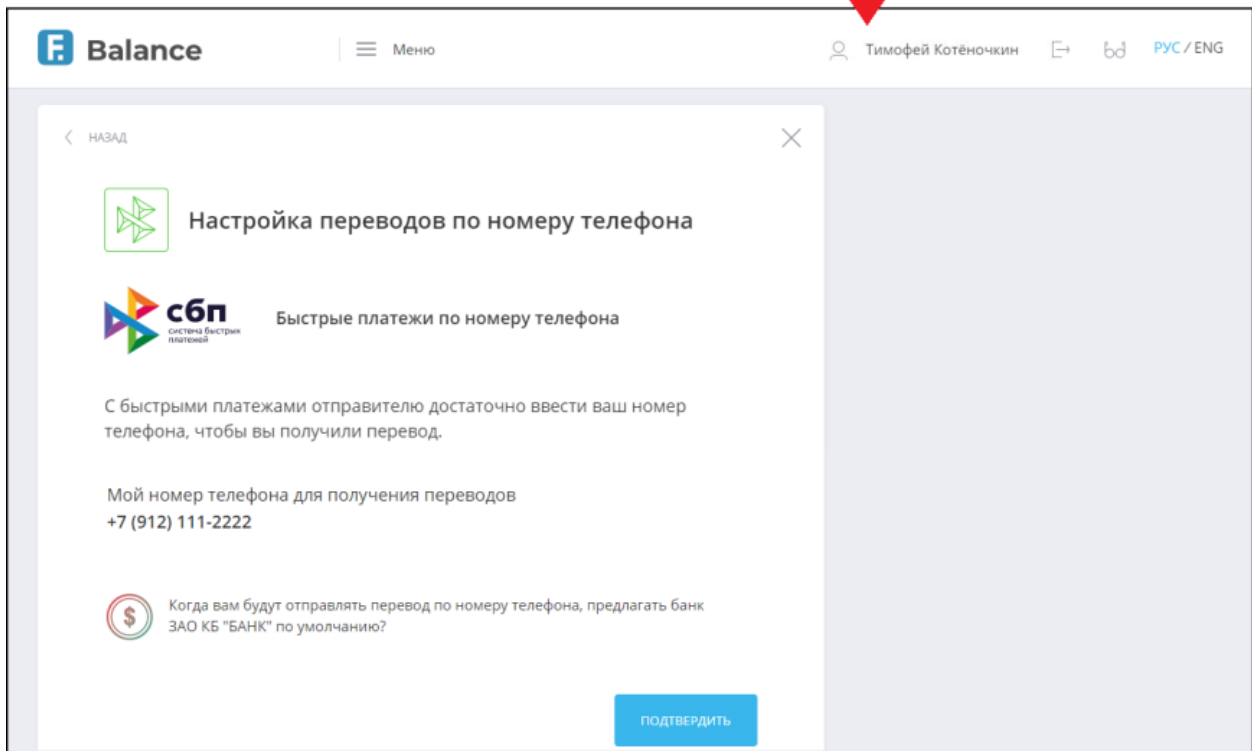 F. Balance
Меню
Тимофей Котёночкин
РУС / ENG
НАЗАД
Настройка переводов по номеру телефона
сбп
система быстрых
платежей
Быстрые платежи по номеру телефона
С быстрыми платежами отправителю достаточно ввести ваш номер
телефона, чтобы вы получили перевод.
Мой номер телефона для получения переводов
+7 (912) 111-2222
$
Когда вам будут отправлять перевод по номеру телефона, предлагать банк
ЗАО КБ "БАНК" по умолчанию?
ПОДТВЕРДИТЬ